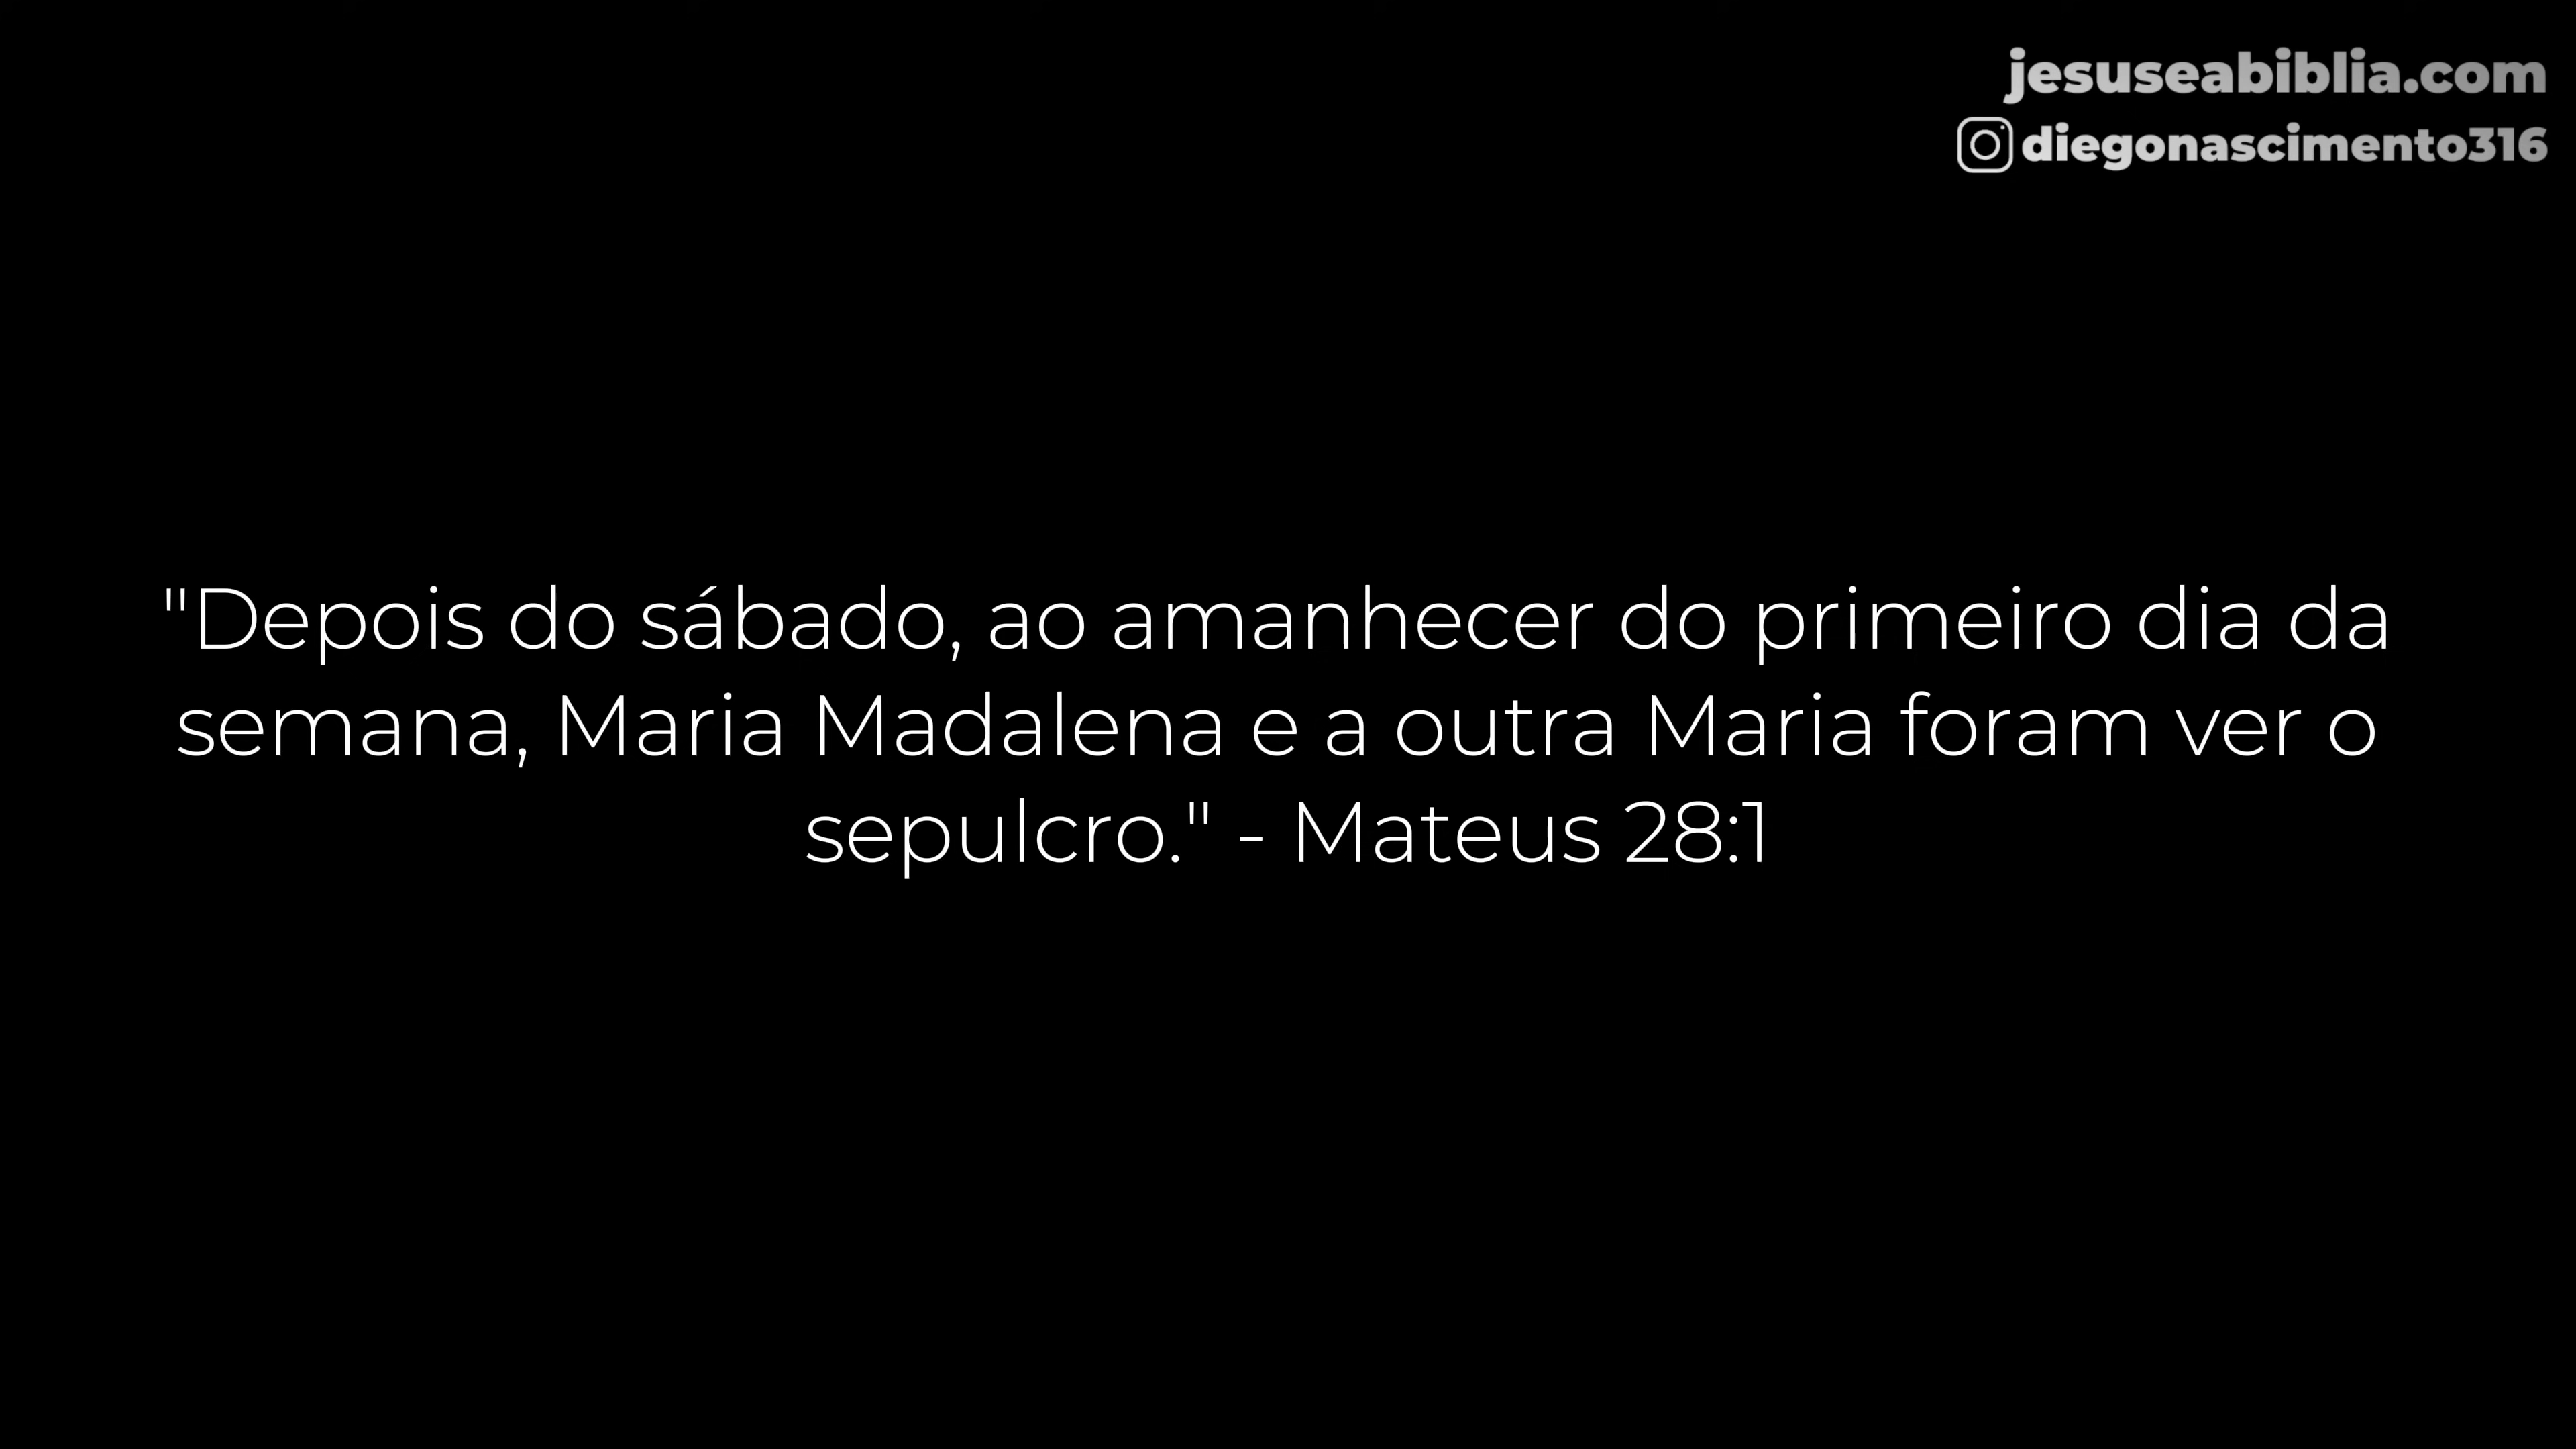 jesuseabiblia.com
diegonascimento316
"Depois do sábado, ao amanhecer do primeiro dia da
semana, Maria Madalena e a outra Maria foram ver o
sepulcro." - Mateus 28:1